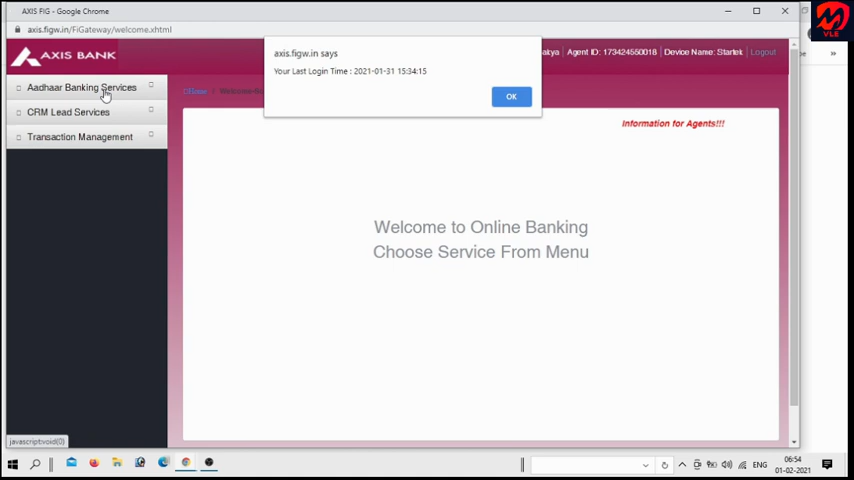 AXIS FIG - Google Chrome
axis.figw.in/FiGateway/welcome.xhtml
AXIS BANK
axis.figw.in says
Your Last Login Time : 2021-01-31 15:34:15
OK
akya Agent ID: 173424550018 Device Name: Startek Logout
Aadhaar Banking Services
CRM Lead Services
Transaction Management
Home
Information for Agents!!!
Welcome to Online Banking
Choose Service From Menu
javascript:void(0)
ENG
06:54
01-02-2021
VLE